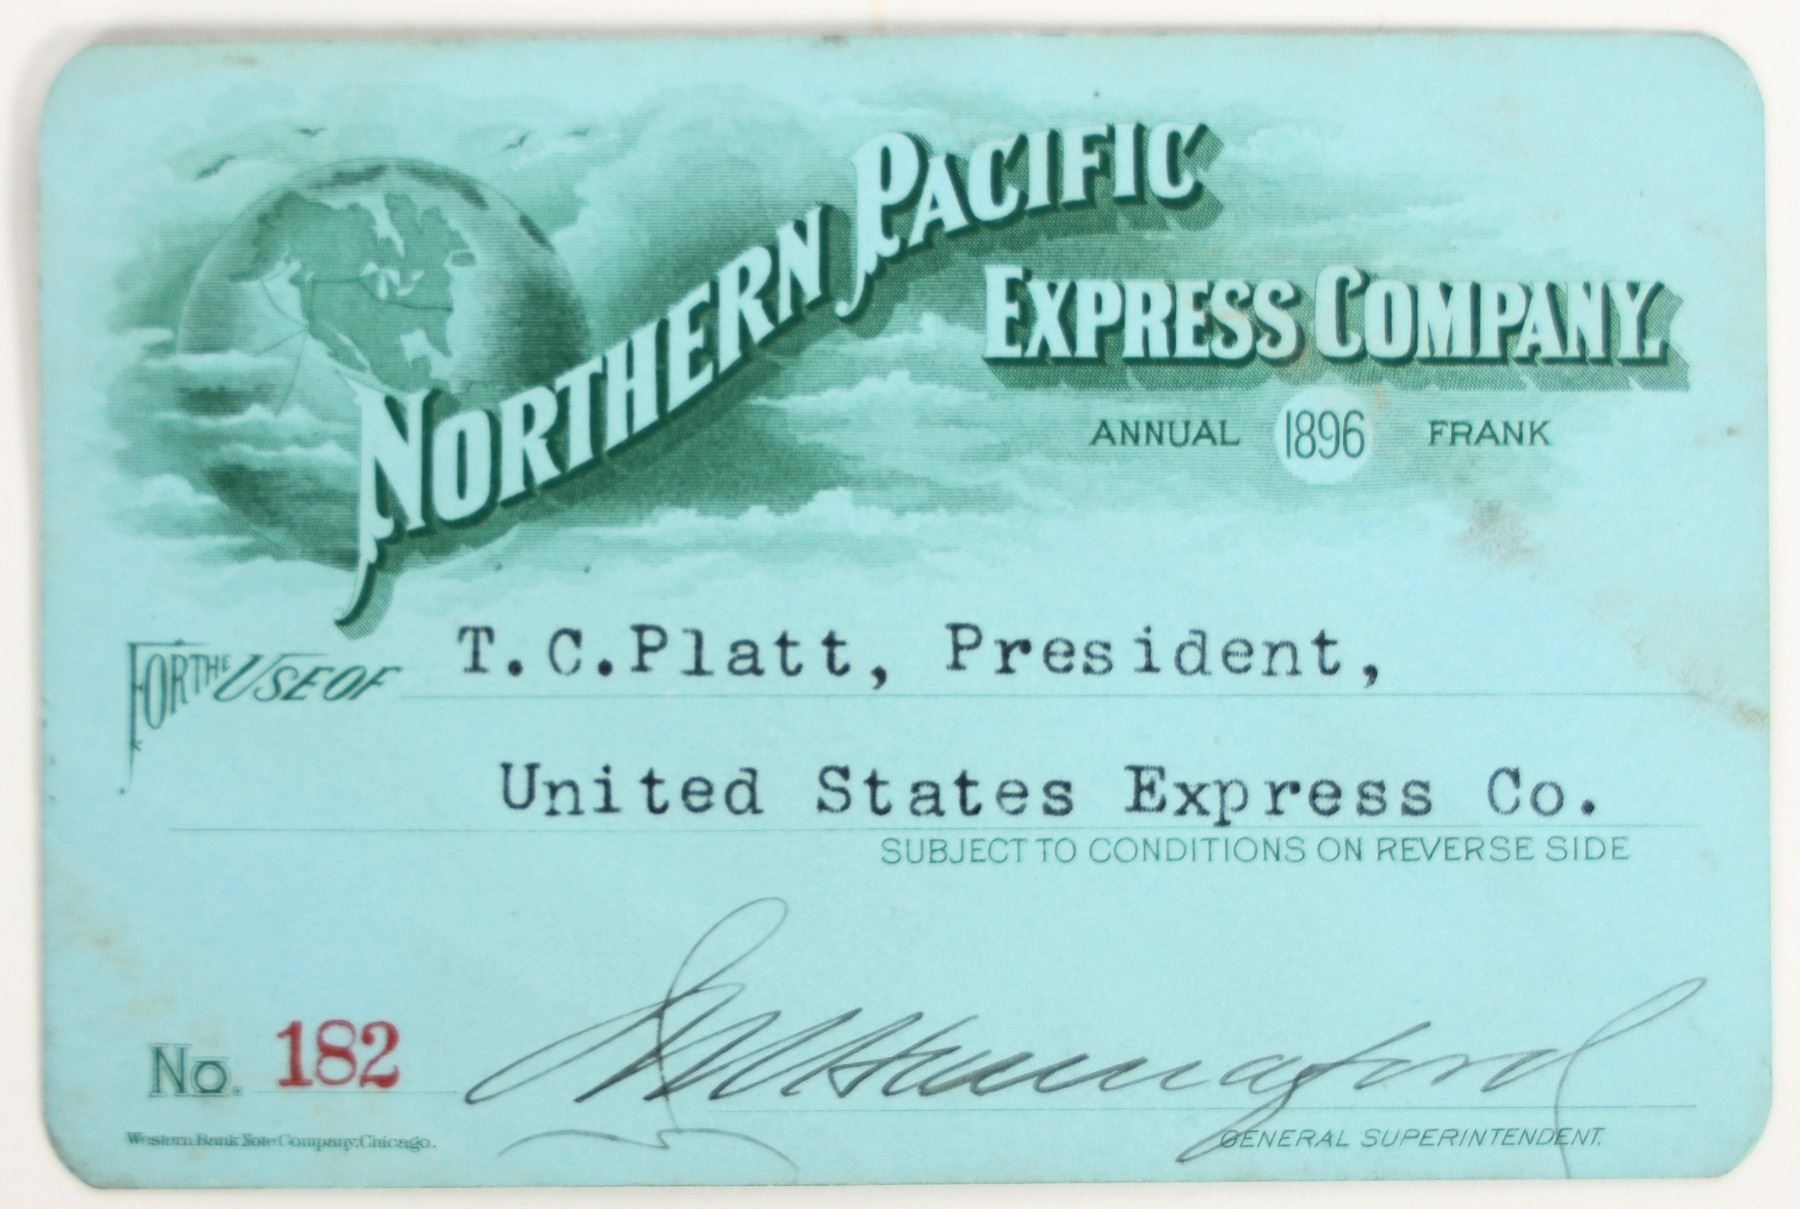 NORTHERN PACIFIC
EXPRESS COMPANY.
ANNUAL 1896 FRANK
FOR THE USE OF T.C.Platt, President,
United States Express Co.
SUBJECT TO CONDITIONS ON REVERSE SIDE
No. 182
Hannaford
GENERAL SUPERINTENDENT.
Western Bank Note Company, Chicago.